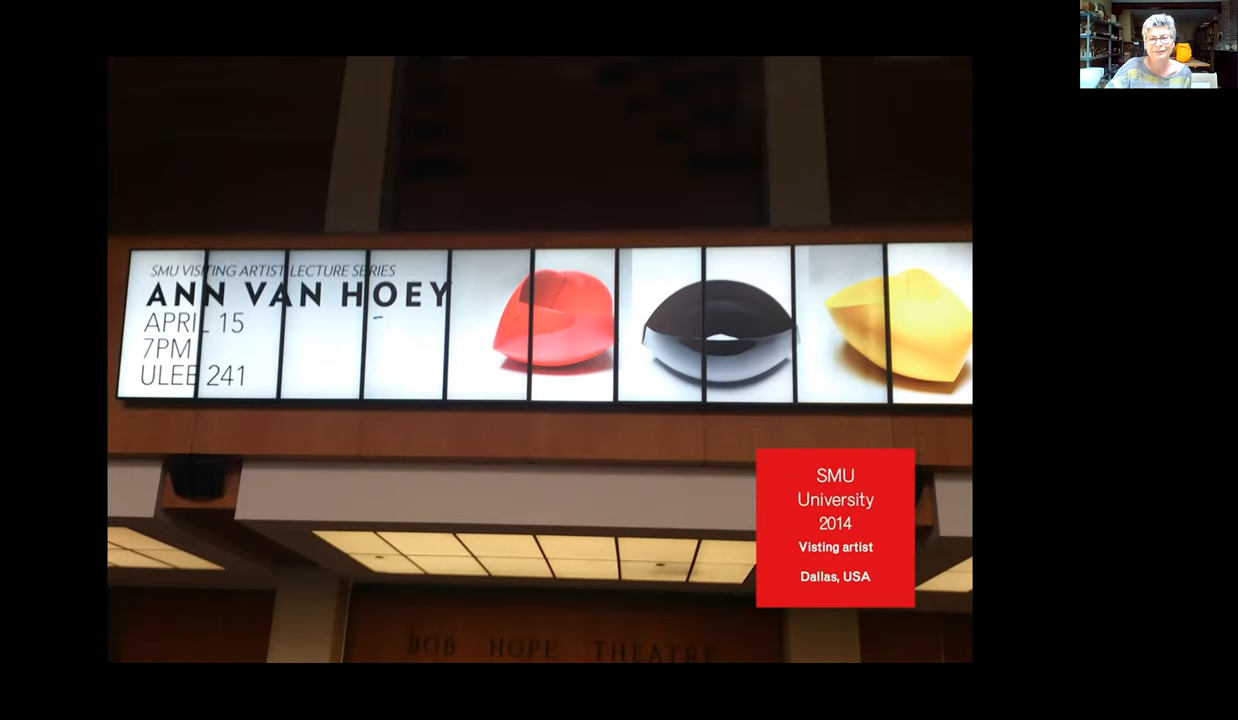 SMU VISITING ARTIST LECTURE SERIES
ANN VAN HOEY
APRIL 15
7PM
ULEE 241
SMU
University
2014
Visting artist
Dallas, USA
BOB HOPE THEATRE